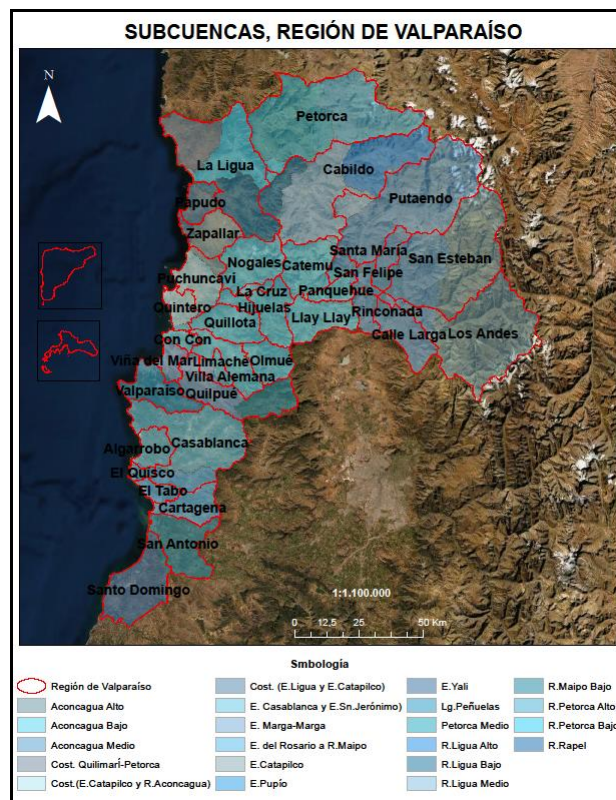 SUBCUENCAS, REGIÓN DE VALPARAÍSO
N
Petorca
La Ligua
Cabildo
Papudo
Putaendo
Zapallar
Nogales
Catemu
Santa María
San Esteban
Puchuncaví
San Felipe
La Cruz
Panquehue
Quintero
Hijuelas
Rinconada
Quillota
Llay Llay
Con Con
Calle Larga
Los Andes
Viña del Mar
Limache
Olmué
Villa Alemana
Valparaíso
Quilpué
Casablanca
Algarrobo
El Quisco
El Tabo
Cartagena
San Antonio
Santo Domingo
1:1.100.000
0 12,5 25 50 Km
Smbología
Región de Valparaíso
Aconcagua Alto
Aconcagua Bajo
Aconcagua Medio
Cost. Quilimarí-Petorca
Cost.(E.Catapilco y R.Aconcagua)
Cost. (E.Ligua y E.Catapilco)
E. Casablanca y E.Sn.Jerónimo)
E. Marga-Marga
E. del Rosario a R.Maipo
E.Catapilco
E.Pupío
E.Yali
Lg.Peñuelas
Petorca Medio
R.Ligua Alto
R.Ligua Bajo
R.Ligua Medio
R.Maipo Bajo
R.Petorca Alto
R.Petorca Bajo
R.Rapel